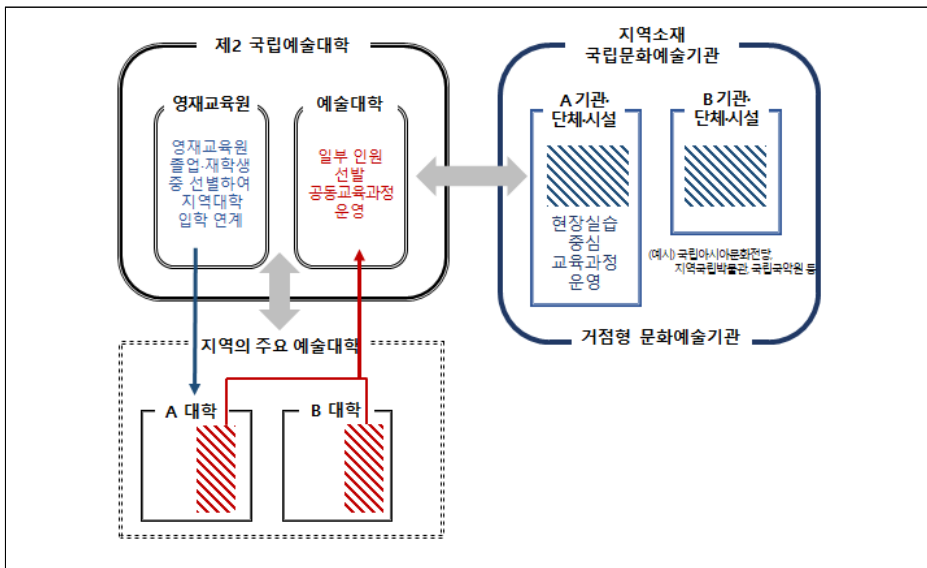 제2 국립예술대학
영재교육원
영재교육원
졸업·재학생
중 선별하여
지역대학
입학 연계
예술대학
일부 인원
선발
공동교육과정
운영
지역소재
국립문화예술기관
A 기관·
단체·시설
현장실습
중심
교육과정
운영
B 기관·
단체·시설
(예시) 국립아시아문화전당,
지역국립박물관, 국립국악원 등
거점형 문화예술기관
지역의 주요 예술대학
A 대학
B 대학